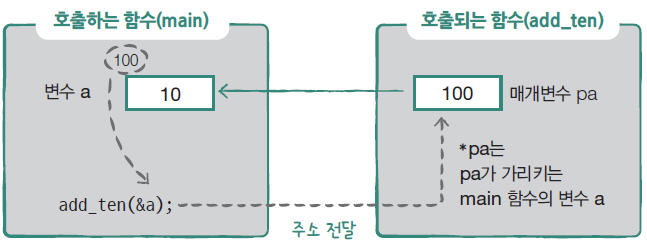 호출하는 함수(main)
호출되는 함수(add_ten)
100
변수 a
10
100
매개변수 pa
*pa는
pa가 가리키는
main 함수의 변수 a
add_ten(&a);
주소 전달